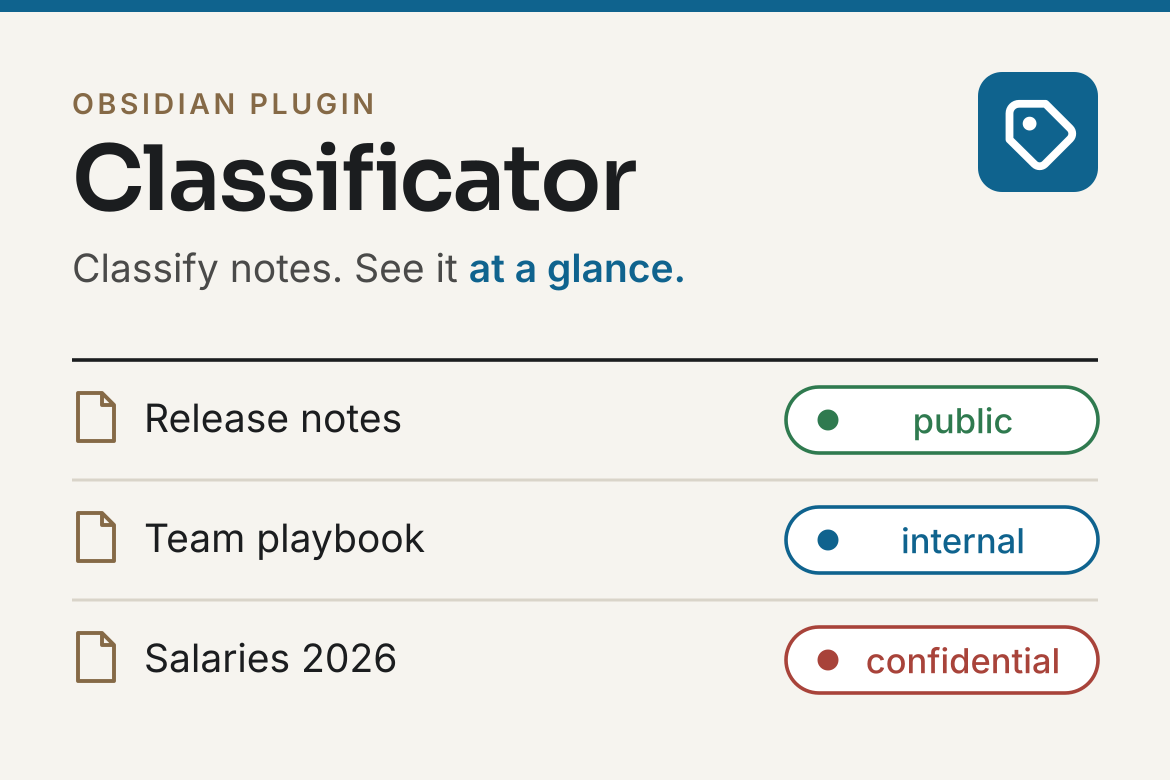 OBSIDIAN PLUGIN
Classificator
Classify notes. See it at a glance.
Release notes public
Team playbook internal
Salaries 2026 confidential